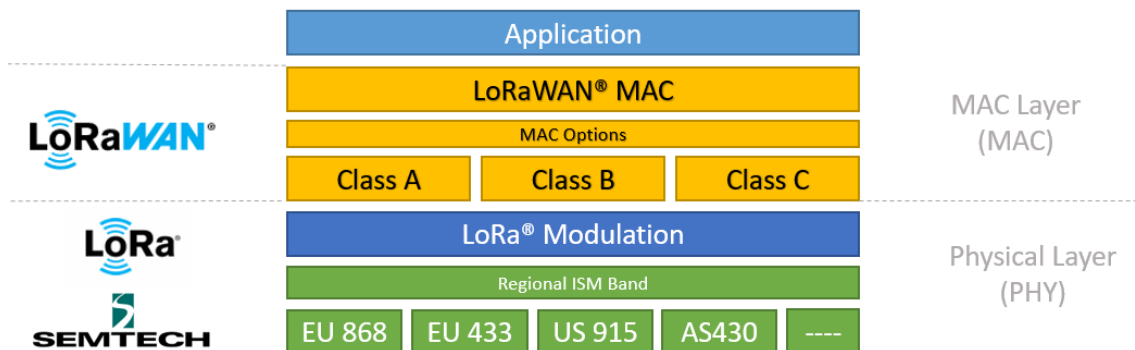 Application
LoRaWAN® MAC
MAC Layer
(MAC)
LoRaWAN®
MAC Options
Class A Class B Class C
LoRa® Modulation
LoRa®
Physical Layer
(PHY)
Regional ISM Band
SEMTECH
EU 868 EU 433 US 915 AS430 ----